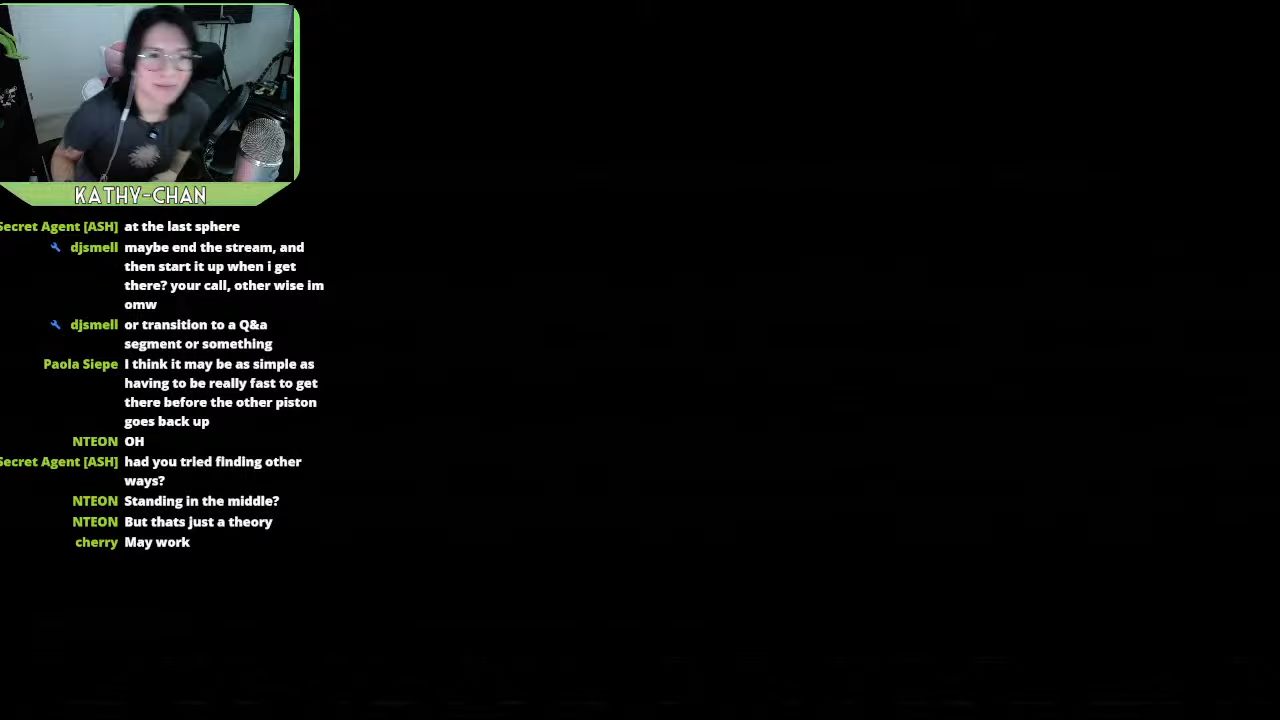 KATHY-CHAN
Secret Agent [ASH] at the last sphere
djsmell maybe end the stream, and
then start it up when i get
there? your call, other wise im
omw
djsmell or transition to a Q&a
segment or something
Paola Siepe I think it may be as simple as
having to be really fast to get
there before the other piston
goes back up
NTEON OH
Secret Agent [ASH] had you tried finding other
ways?
NTEON Standing in the middle?
NTEON But thats just a theory
cherry May work